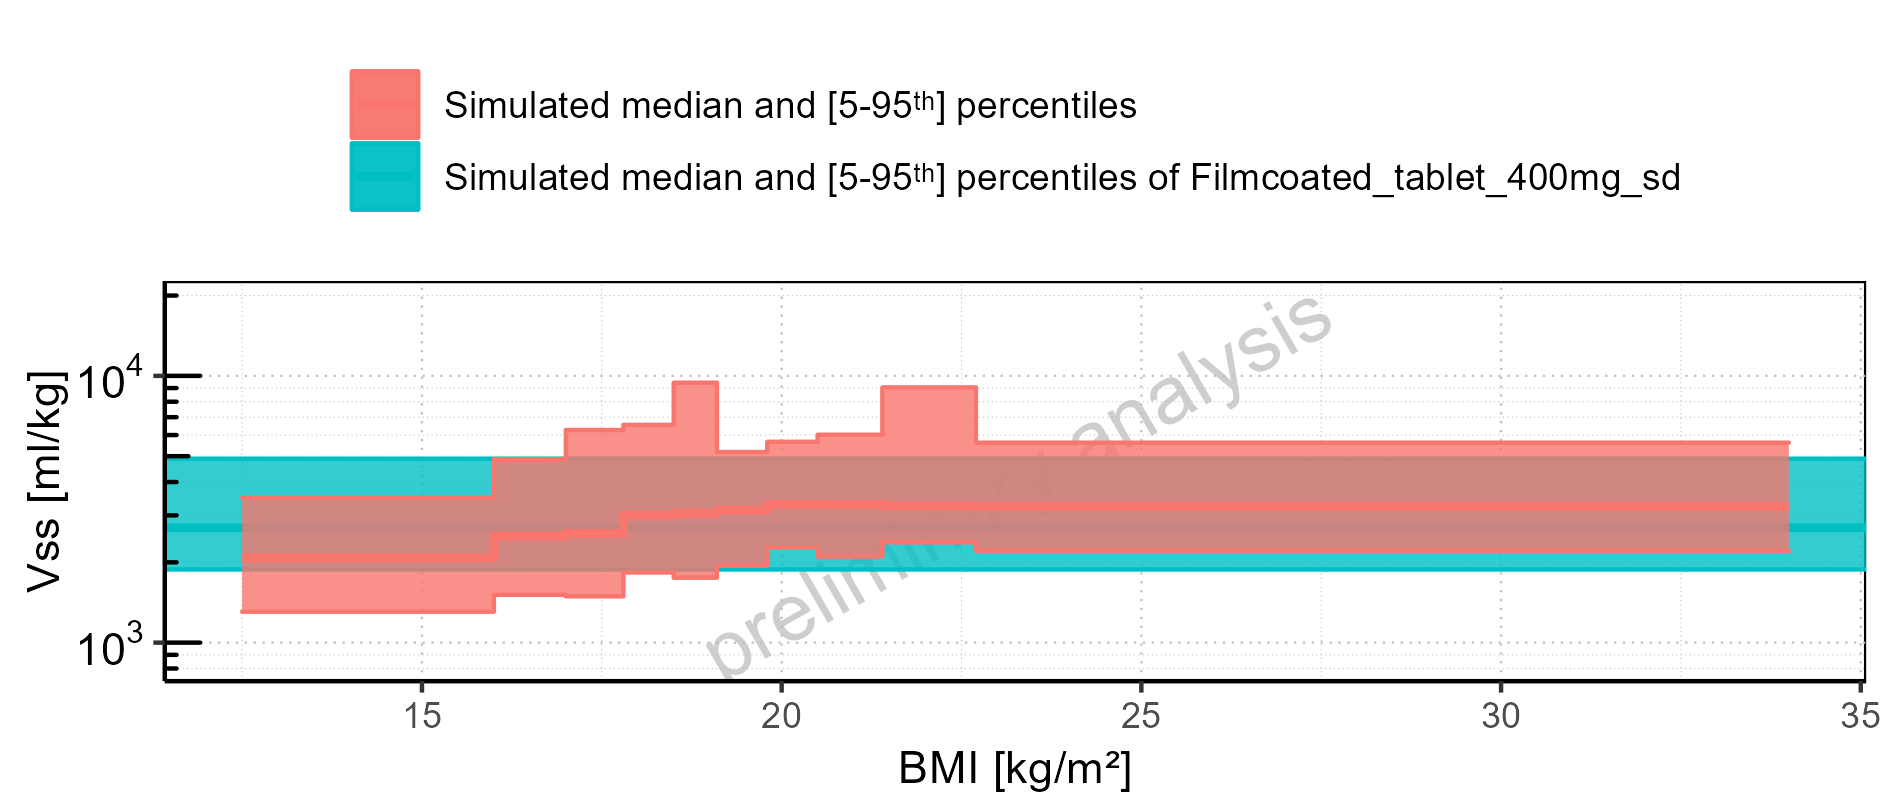 Simulated median and [5-95th] percentiles
Simulated median and [5-95th] percentiles of Filmcoated_tablet_400mg_sd
Vss [ml/kg]
10⁴
10³
preliminary analysis
15 20 25 30 35
BMI [kg/m²]